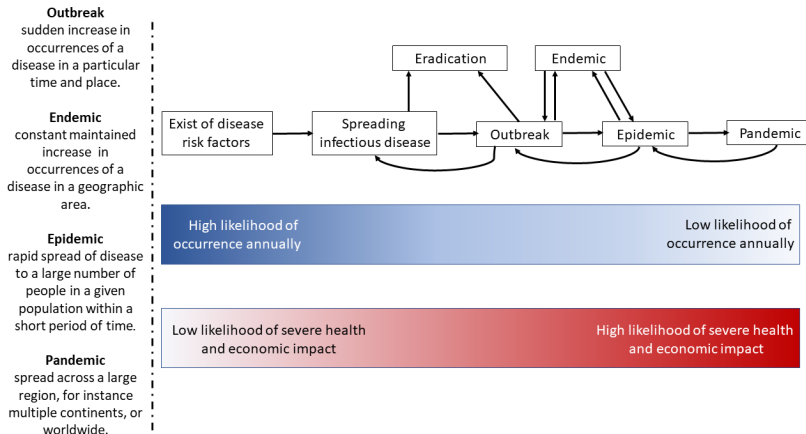 Outbreak
sudden increase in
occurrences of a
disease in a particular
time and place.
Endemic
constant maintained
increase in
occurrences of a
disease in a geographic
area.
Epidemic
rapid spread of disease
to a large number of
people in a given
population within a
short period of time.
Pandemic
spread across a large
region, for instance
multiple continents, or
worldwide.
Eradication
Endemic
Exist of disease
risk factors
Spreading
infectious disease
Outbreak
Epidemic
Pandemic
High likelihood of
occurrence annually
Low likelihood of
occurrence annually
Low likelihood of severe health
and economic impact
High likelihood of severe health
and economic impact